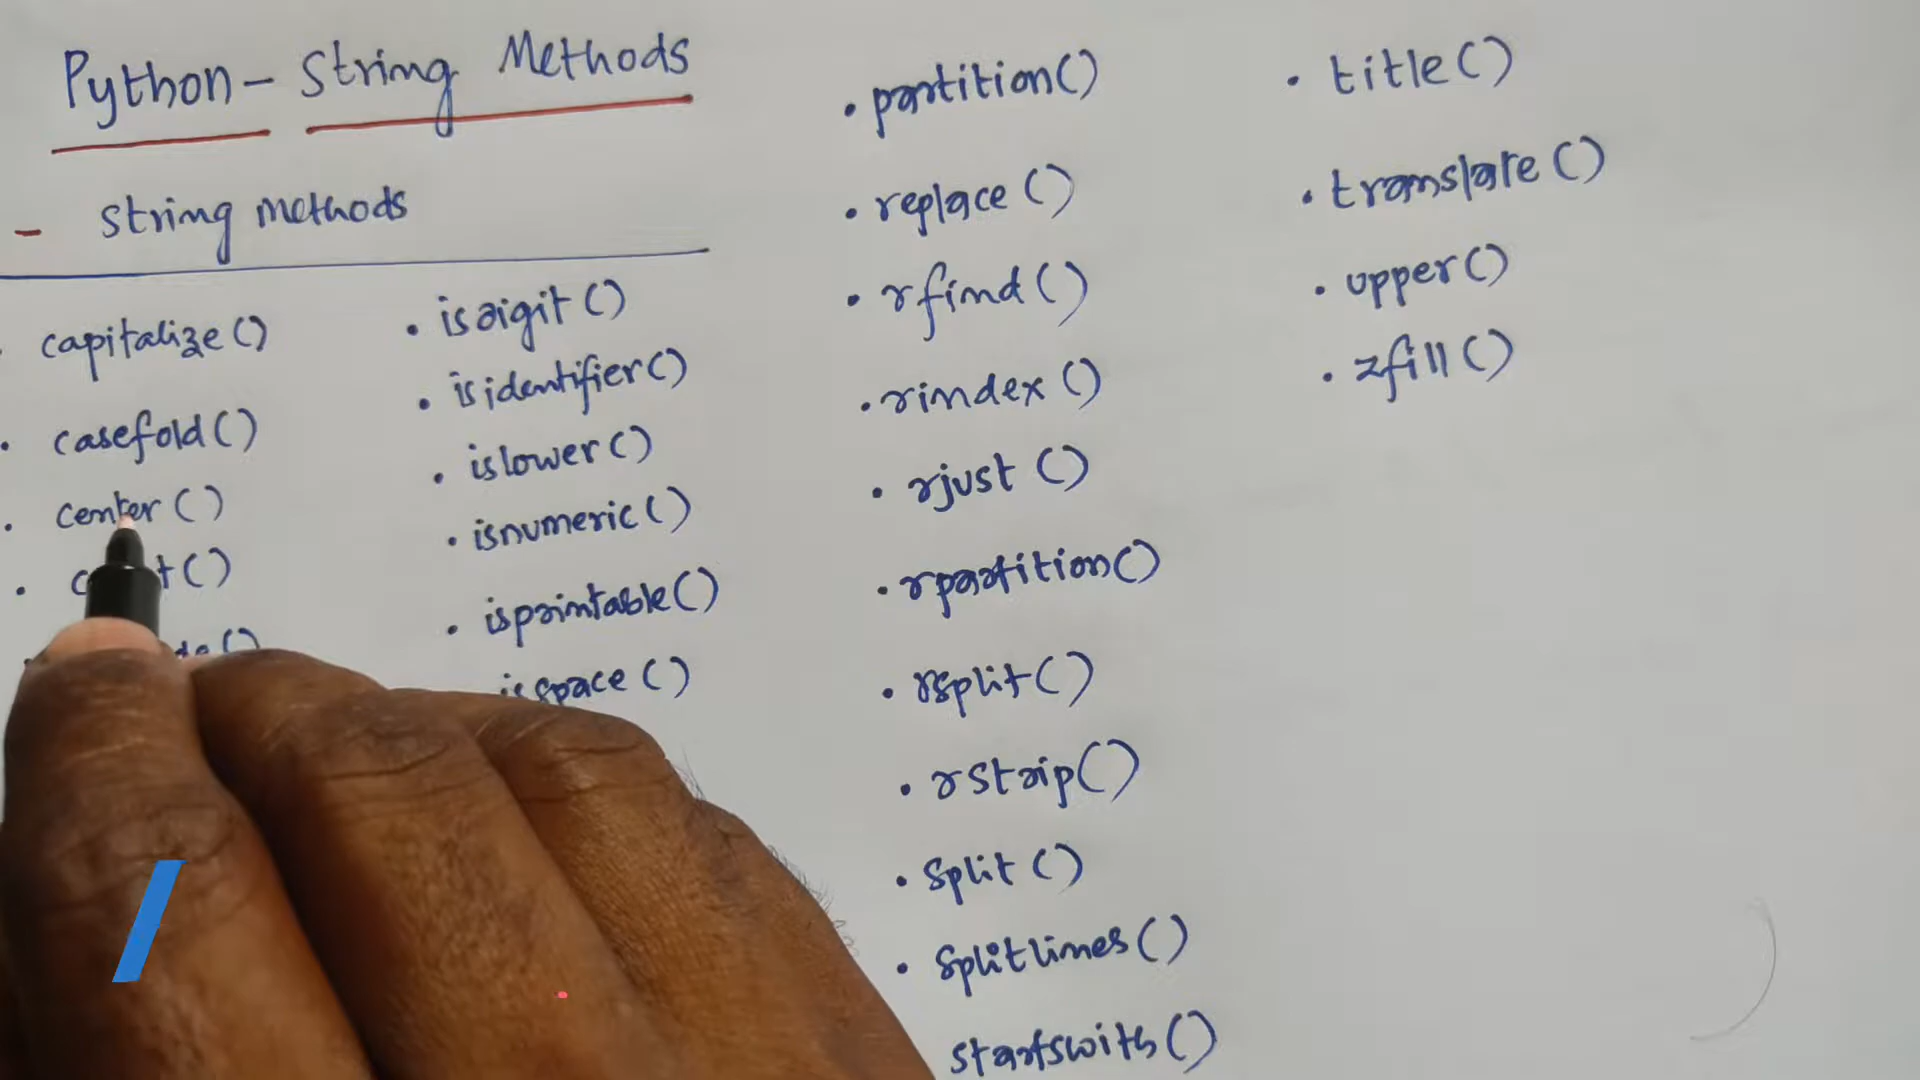 Python - String Methods
- String methods
. capitalize()
. casefold()
. center()
. isdigit()
. isidentifier()
. islower()
. isnumeric()
. isprintable()
isspace()
. partition()
. replace()
. rfind()
. rindex()
. rjust()
. rpartition()
. rsplit()
. rstrip()
. split()
. splitlines()
startswith()
. title()
. translate()
. upper()
. zfill()